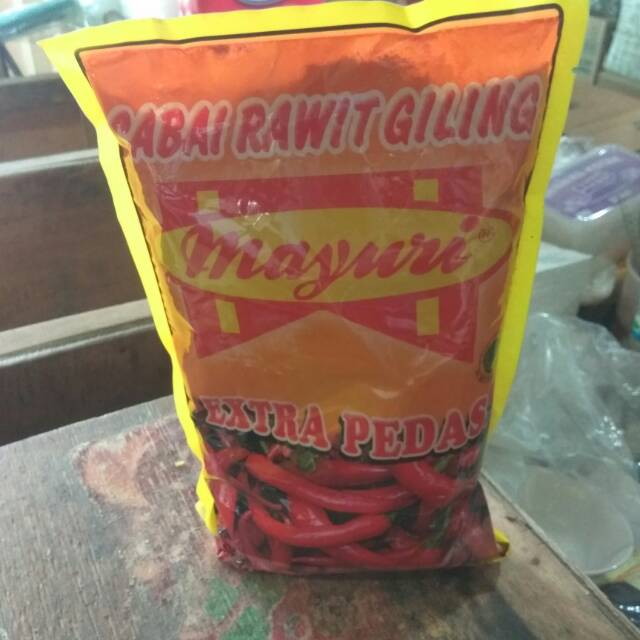 CABAI RAWIT GILING
mayuri®
EXTRA PEDAS